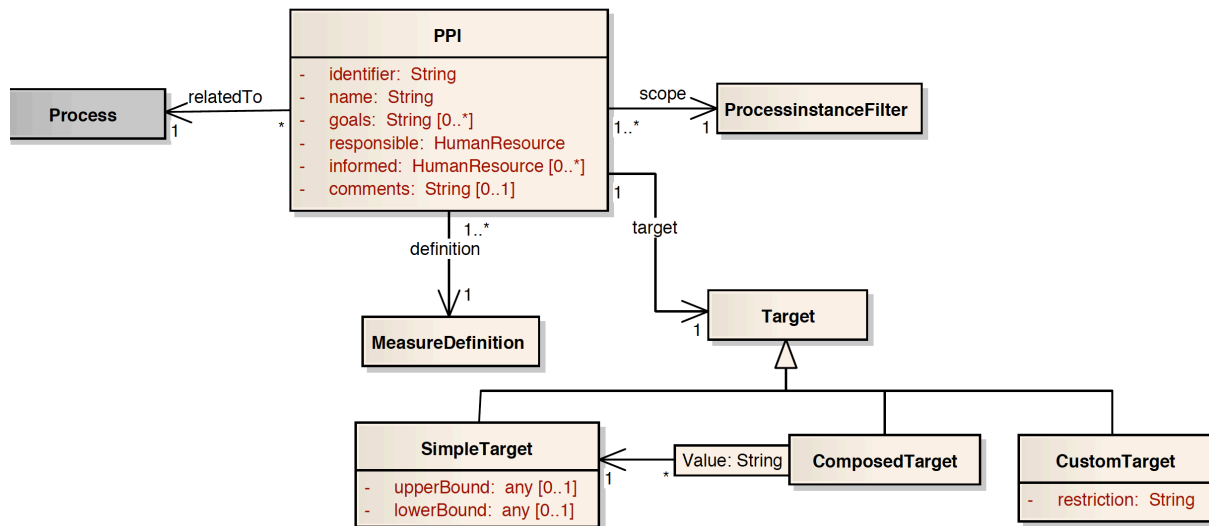 PPI
- identifier: String
- name: String
- goals: String [0..*]
- responsible: HumanResource
- informed: HumanResource [0..*]
- comments: String [0..1]
Process
relatedTo
1
*
scope
1..*
1
ProcessinstanceFilter
1
target
1
1..*
definition
1
MeasureDefinition
Target
SimpleTarget
- upperBound: any [0..1]
- lowerBound: any [0..1]
1
*
Value: String
ComposedTarget
CustomTarget
- restriction: String